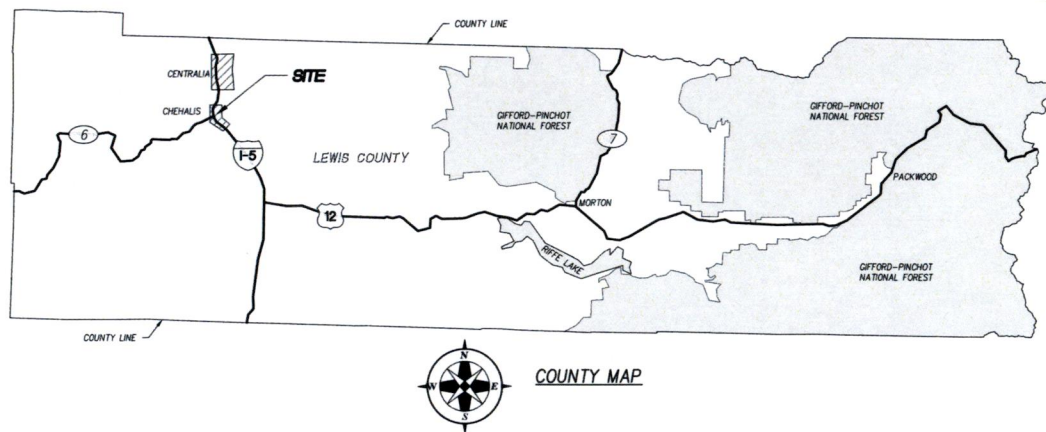 COUNTY LINE
CENTRALIA
SITE
CHEHALIS
6
I-5
LEWIS COUNTY
12
GIFFORD-PINCHOT
NATIONAL FOREST
7
MORTON
RIFFE LAKE
GIFFORD-PINCHOT
NATIONAL FOREST
PACKWOOD
GIFFORD-PINCHOT
NATIONAL FOREST
COUNTY LINE
N
W
E
S
COUNTY MAP